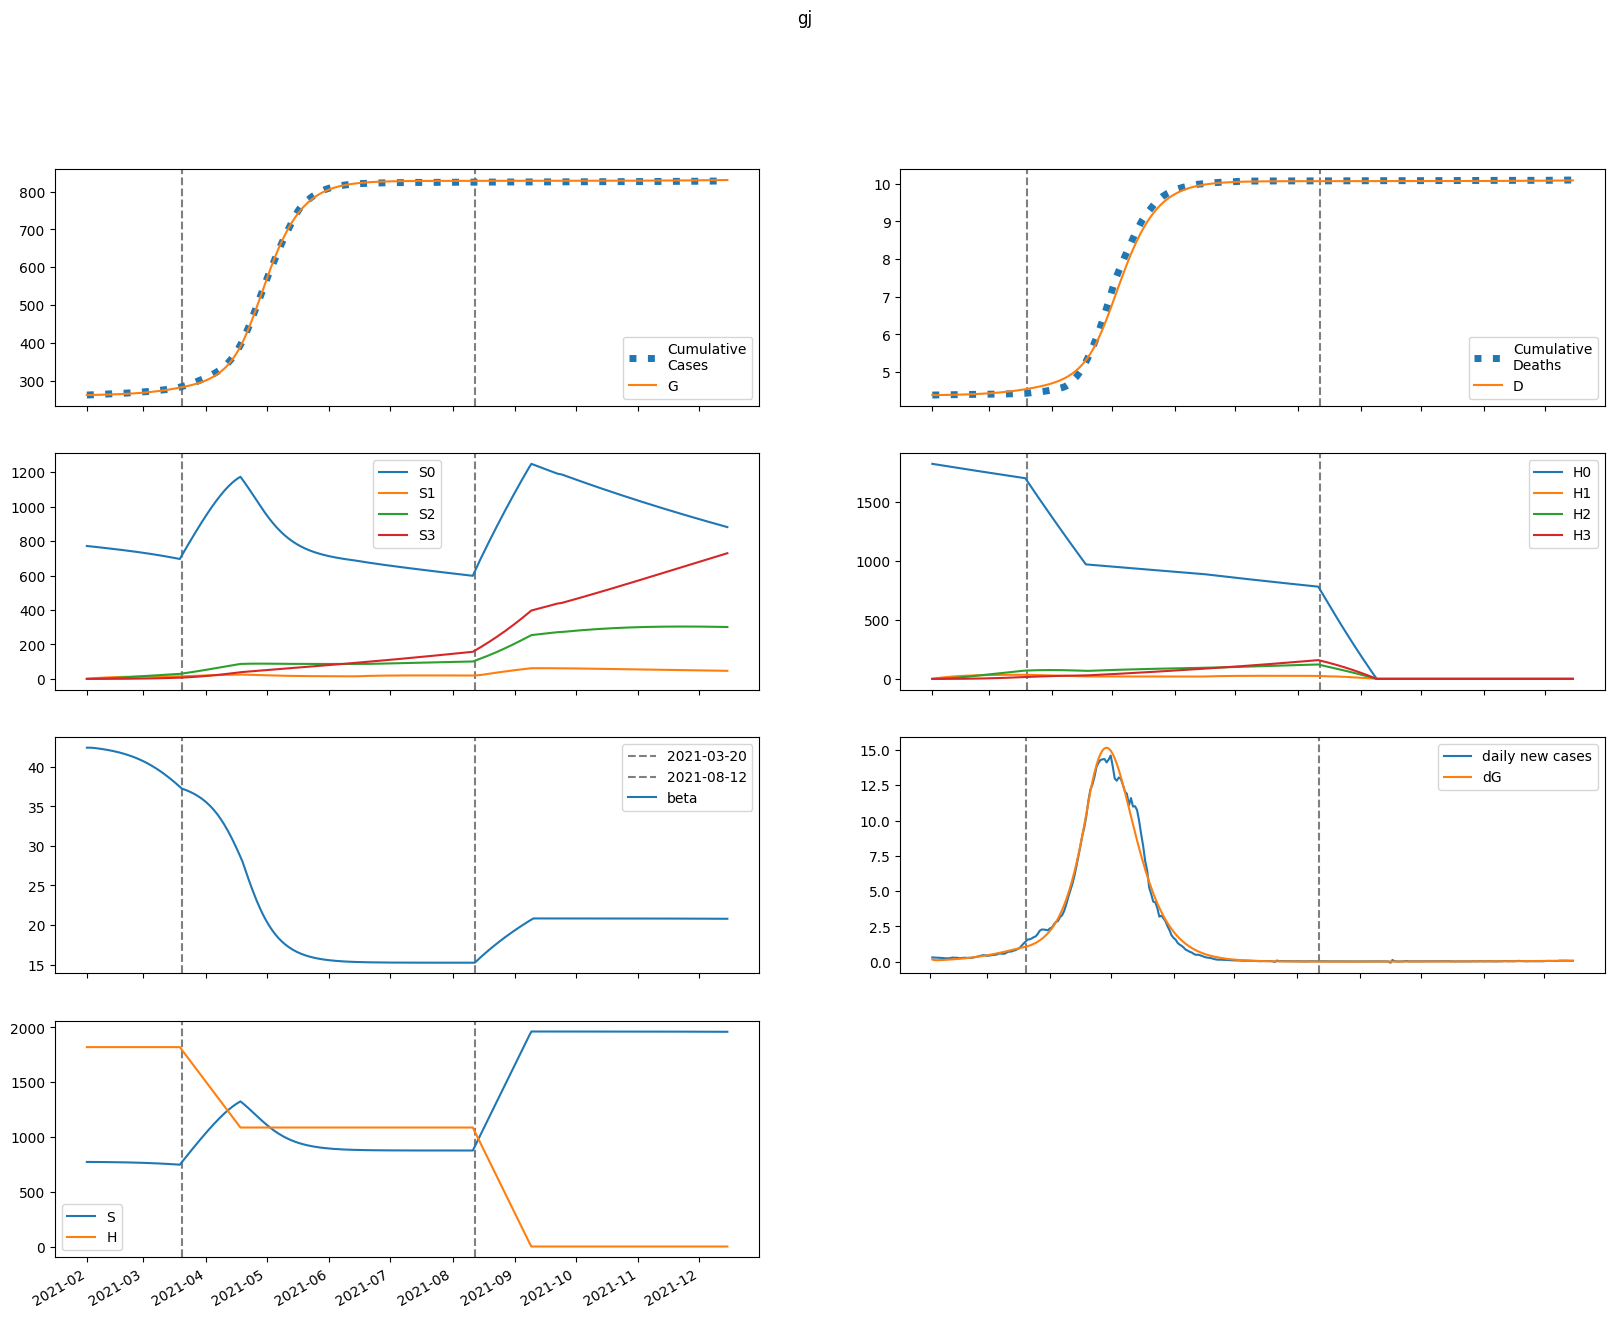 gj
800
700
600
500
400
300
Cumulative
Cases
G
10
9
8
7
6
5
Cumulative
Deaths
D
1200
1000
800
600
400
200
0
S0
S1
S2
S3
1500
1000
500
0
H0
H1
H2
H3
40
35
30
25
20
15
2021-03-20
2021-08-12
beta
15.0
12.5
10.0
7.5
5.0
2.5
0.0
daily new cases
dG
2000
1500
1000
500
0
S
H
2021-02
2021-03
2021-04
2021-05
2021-06
2021-07
2021-08
2021-09
2021-10
2021-11
2021-12